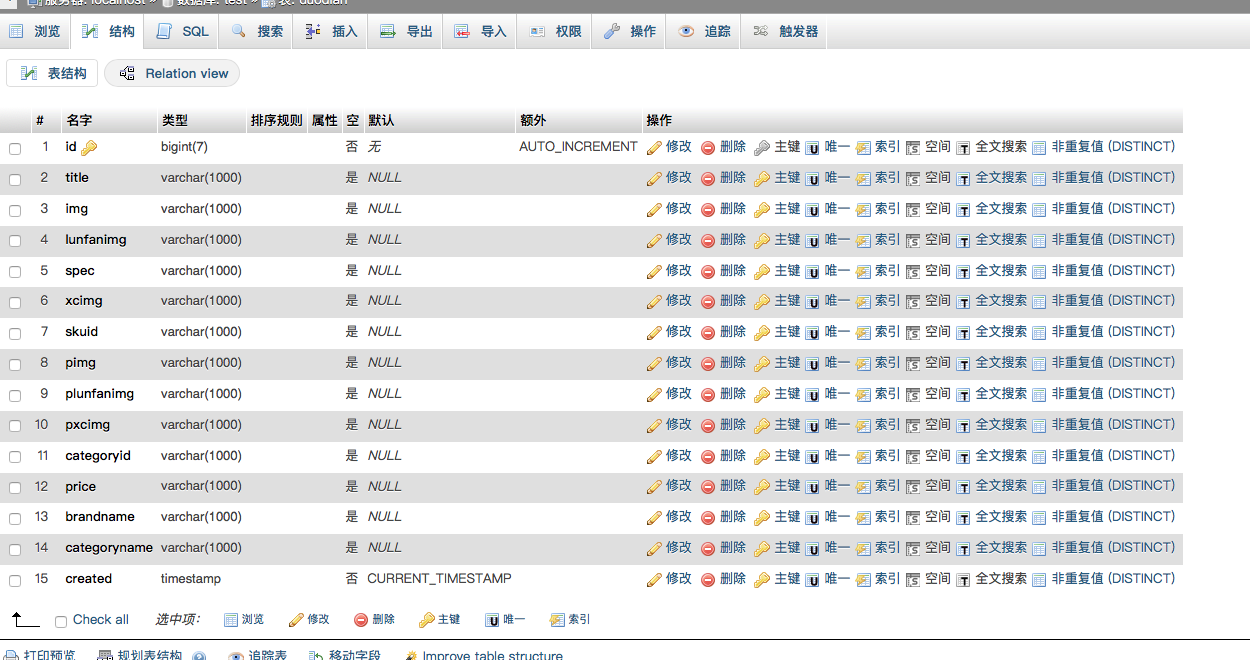 服务器: localhost » 数据库: test » 表: duodian
浏览 结构 SQL 搜索 插入 导出 导入 权限 操作 追踪 触发器
表结构 Relation view
# 名字 类型 排序规则 属性 空 默认 额外 操作
1 id bigint(7) 否 无 AUTO_INCREMENT 修改 删除 主键 唯一 索引 空间 全文搜索 非重复值 (DISTINCT)
2 title varchar(1000) 是 NULL 修改 删除 主键 唯一 索引 空间 全文搜索 非重复值 (DISTINCT)
3 img varchar(1000) 是 NULL 修改 删除 主键 唯一 索引 空间 全文搜索 非重复值 (DISTINCT)
4 lunfanimg varchar(1000) 是 NULL 修改 删除 主键 唯一 索引 空间 全文搜索 非重复值 (DISTINCT)
5 spec varchar(1000) 是 NULL 修改 删除 主键 唯一 索引 空间 全文搜索 非重复值 (DISTINCT)
6 xcimg varchar(1000) 是 NULL 修改 删除 主键 唯一 索引 空间 全文搜索 非重复值 (DISTINCT)
7 skuid varchar(1000) 是 NULL 修改 删除 主键 唯一 索引 空间 全文搜索 非重复值 (DISTINCT)
8 pimg varchar(1000) 是 NULL 修改 删除 主键 唯一 索引 空间 全文搜索 非重复值 (DISTINCT)
9 plunfanimg varchar(1000) 是 NULL 修改 删除 主键 唯一 索引 空间 全文搜索 非重复值 (DISTINCT)
10 pxcimg varchar(1000) 是 NULL 修改 删除 主键 唯一 索引 空间 全文搜索 非重复值 (DISTINCT)
11 categoryid varchar(1000) 是 NULL 修改 删除 主键 唯一 索引 空间 全文搜索 非重复值 (DISTINCT)
12 price varchar(1000) 是 NULL 修改 删除 主键 唯一 索引 空间 全文搜索 非重复值 (DISTINCT)
13 brandname varchar(1000) 是 NULL 修改 删除 主键 唯一 索引 空间 全文搜索 非重复值 (DISTINCT)
14 categoryname varchar(1000) 是 NULL 修改 删除 主键 唯一 索引 空间 全文搜索 非重复值 (DISTINCT)
15 created timestamp 否 CURRENT_TIMESTAMP 修改 删除 主键 唯一 索引 空间 全文搜索 非重复值 (DISTINCT)
Check all 选中项: 浏览 修改 删除 主键 唯一 索引
打印预览 规划表结构 追踪表 移动字段 Improve table structure